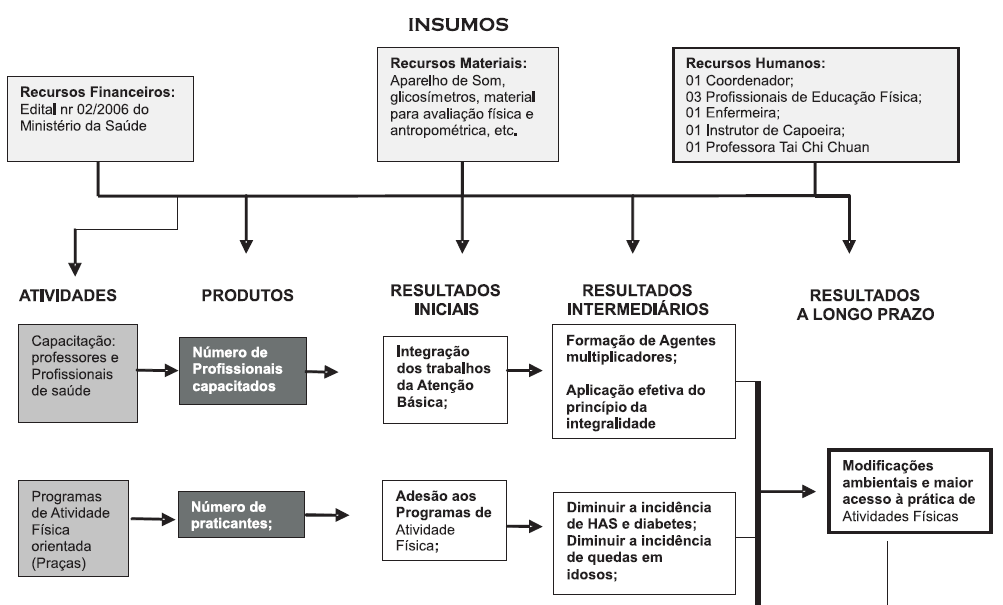 INSUMOS
Recursos Financeiros:
Edital nr 02/2006 do
Ministério da Saúde
Recursos Materiais:
Aparelho de Som,
glicosímetros, material
para avaliação física e
antropométrica, etc.
Recursos Humanos:
01 Coordenador;
03 Profissionais de Educação Física;
01 Enfermeira;
01 Instrutor de Capoeira;
01 Professora Tai Chi Chuan
ATIVIDADES
PRODUTOS
RESULTADOS
INICIAIS
RESULTADOS
INTERMEDIÁRIOS
RESULTADOS
A LONGO PRAZO
Capacitação:
professores e
Profissionais
de saúde
Número de
Profissionais
capacitados
Integração
dos trabalhos
da Atenção
Básica;
Formação de Agentes
multiplicadores;
Aplicação efetiva do
princípio da
integralidade
Programas
de Atividade
Física
orientada
(Praças)
Número de
praticantes;
Adesão aos
Programas de
Atividade
Física;
Diminuir a incidência
de HAS e diabetes;
Diminuir a incidência
de quedas em
idosos;
Modificações
ambientais e maior
acesso à prática de
Atividades Físicas